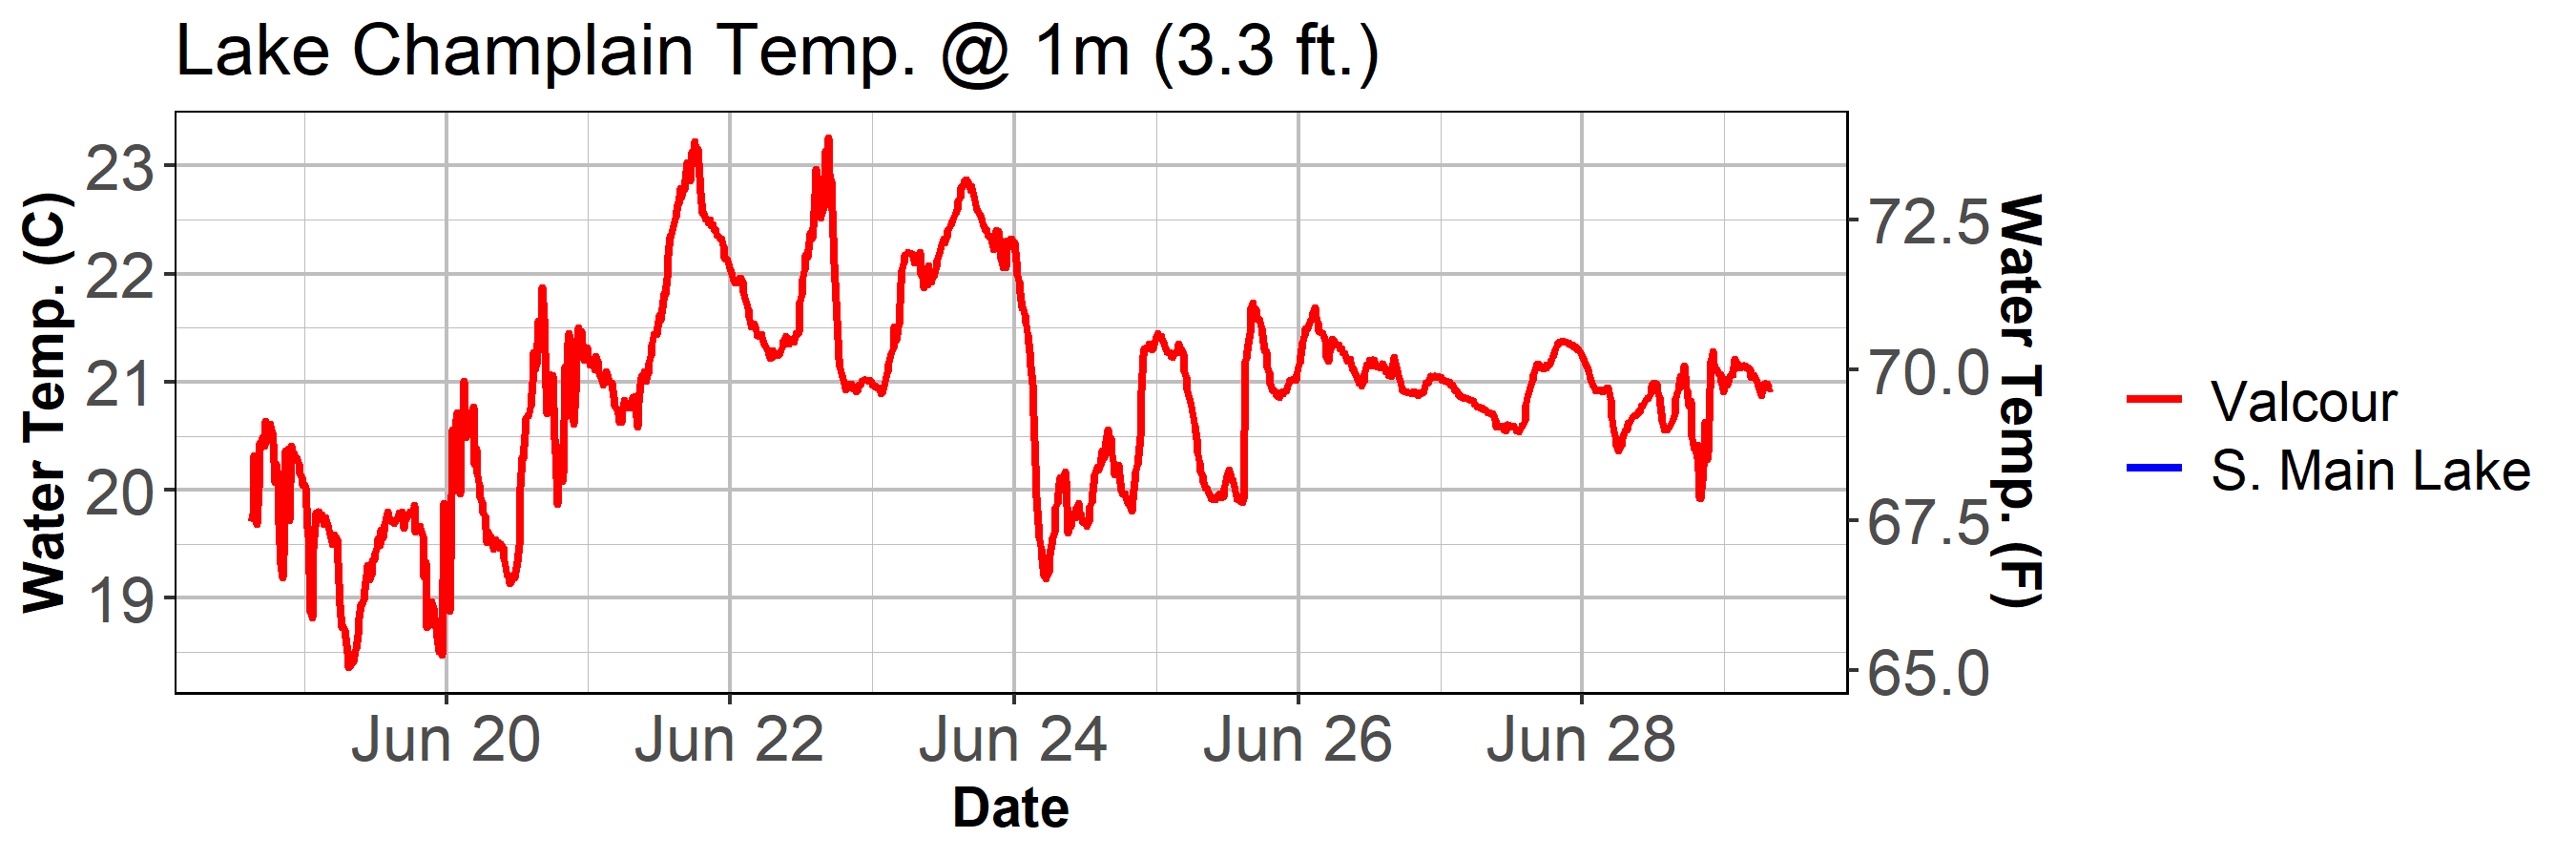 Lake Champlain Temp. @ 1m (3.3 ft.)
Water Temp. (C)
23
22
21
20
19
72.5
70.0
67.5
65.0
Water Temp. (F)
Jun 20
Jun 22
Jun 24
Jun 26
Jun 28
Date
Valcour
S. Main Lake